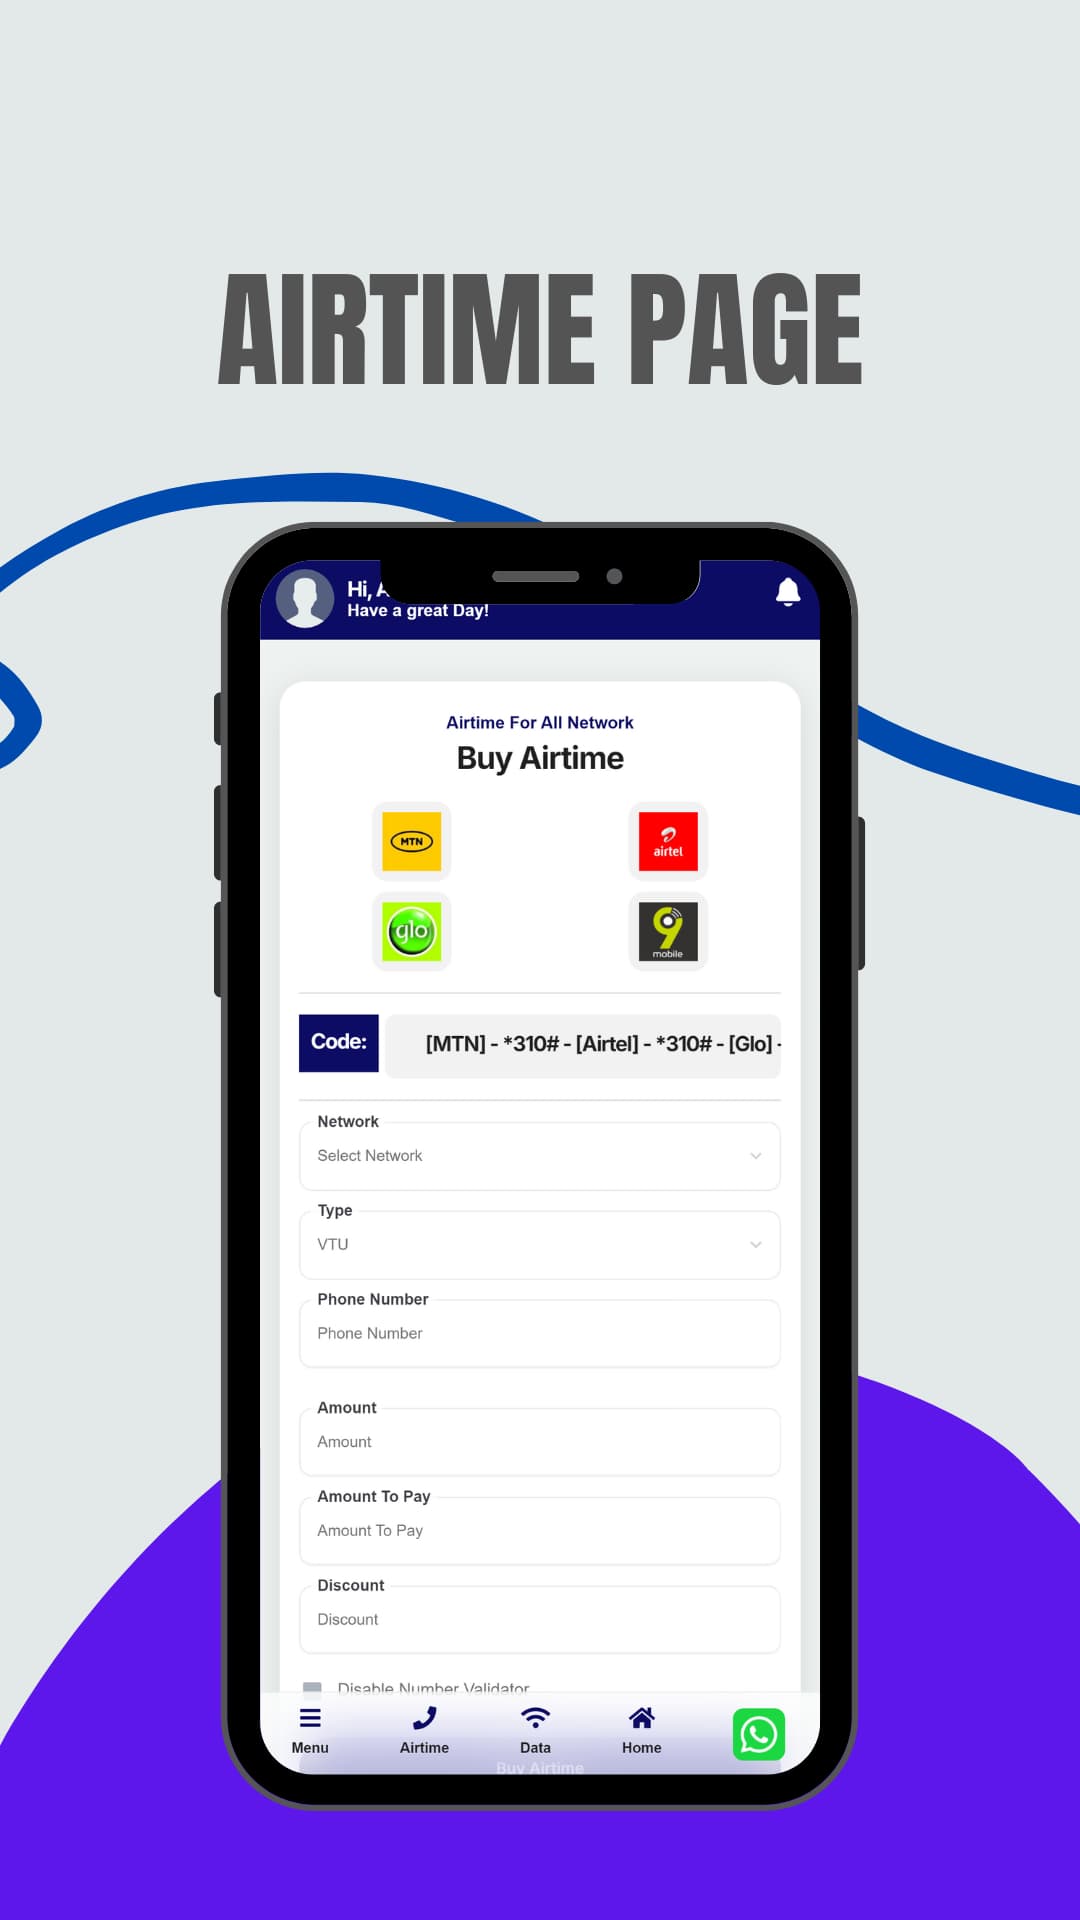 AIRTIME PAGE
Hi, A
Have a great Day!
Airtime For All Network
Buy Airtime
MTN
airtel
glo
9
mobile
Code:
[MTN] - *310# - [Airtel] - *310# - [Glo] -
Network
Select Network
Type
VTU
Phone Number
Phone Number
Amount
Amount
Amount To Pay
Amount To Pay
Discount
Discount
Disable Number Validator
Menu
Airtime
Data
Home
Buy Airtime